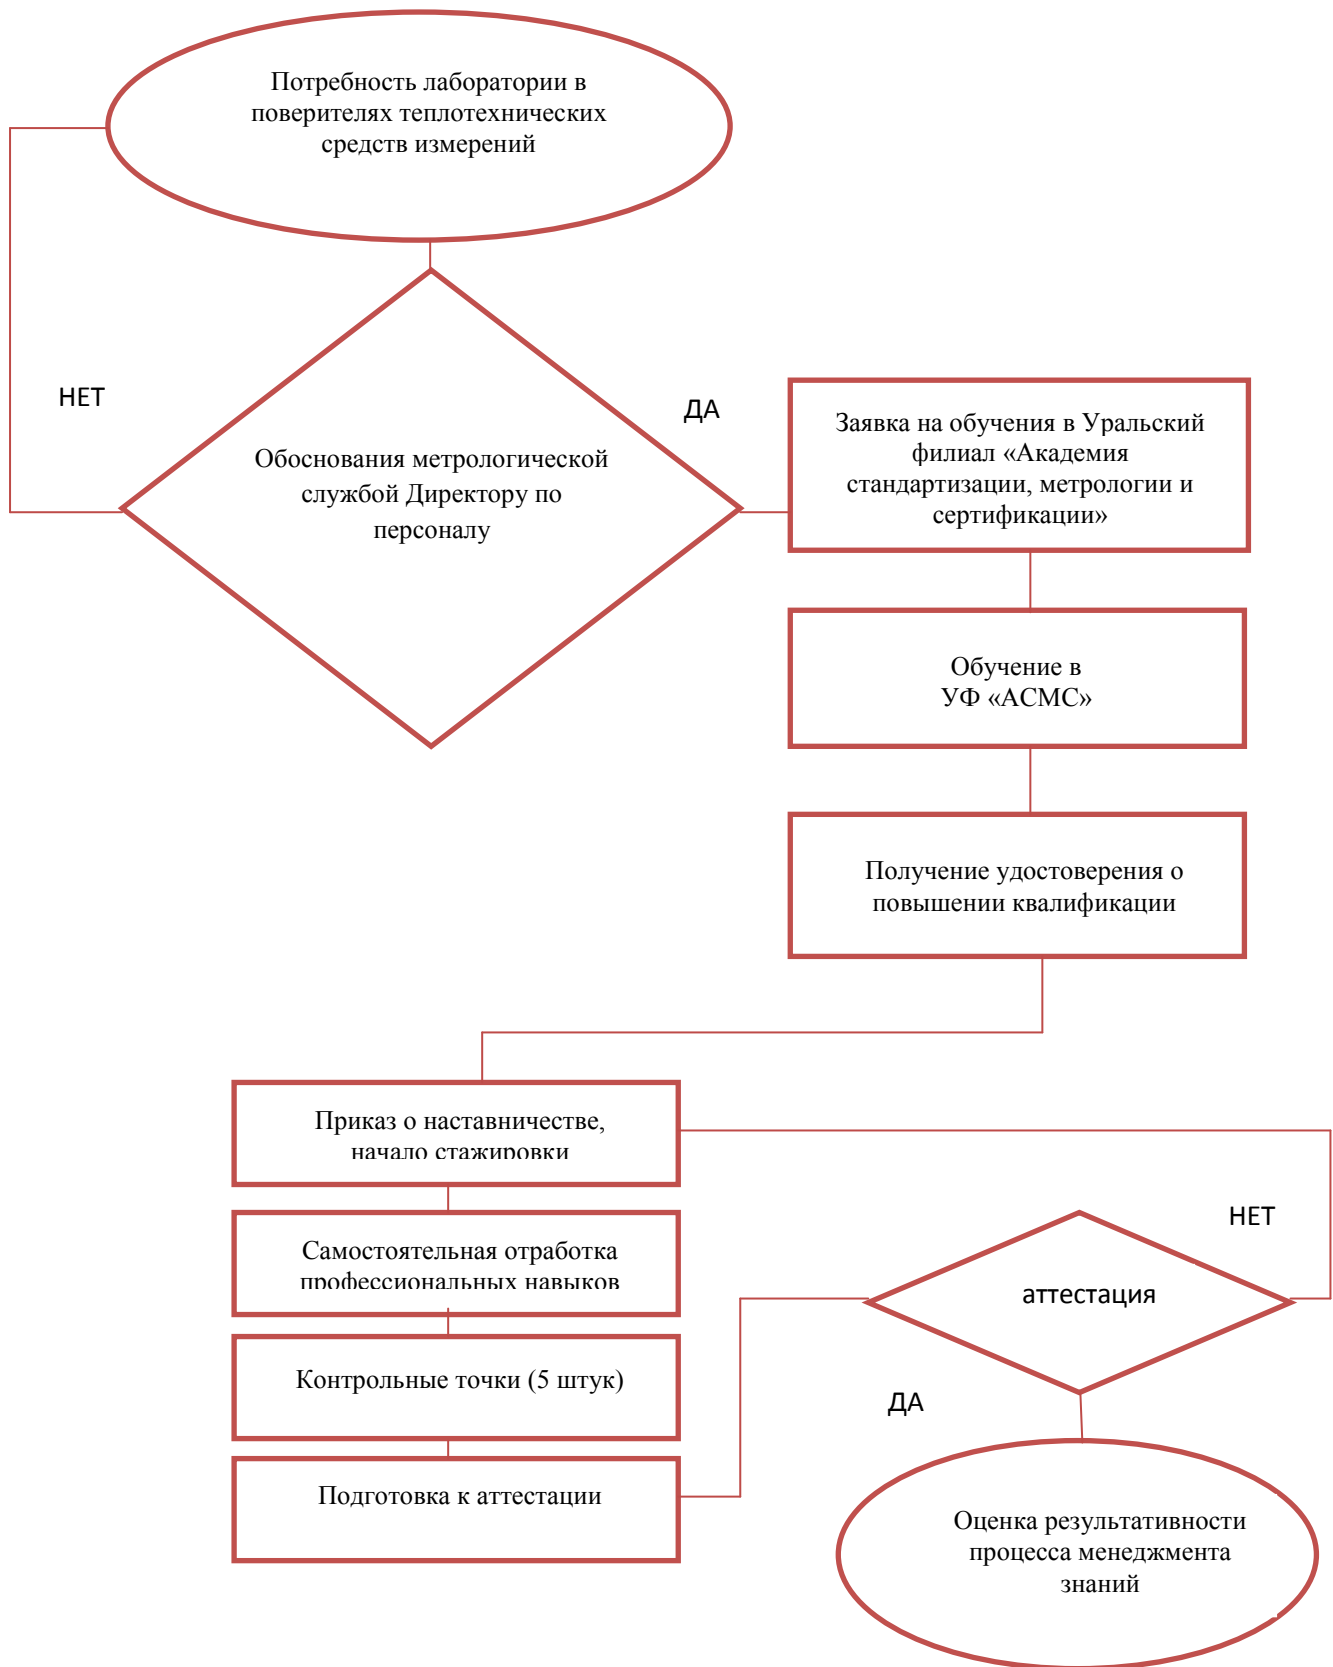 Потребность лаборатории в
поверителях теплотехнических
средств измерений
НЕТ
ДА
Обоснования метрологической
службой Директору по
персоналу
Заявка на обучения в Уральский
филиал «Академия
стандартизации, метрологии и
сертификации»
Обучение в
УФ «АСМС»
Получение удостоверения о
повышении квалификации
Приказ о наставничестве,
начало стажировки
Самостоятельная отработка
профессиональных навыков
Контрольные точки (5 штук)
Подготовка к аттестации
НЕТ
аттестация
ДА
Оценка результативности
процесса менеджмента
знаний